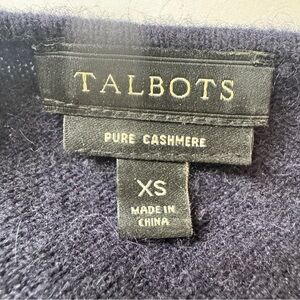 TALBOTS
PURE CASHMERE
XS
MADE IN
CHINA